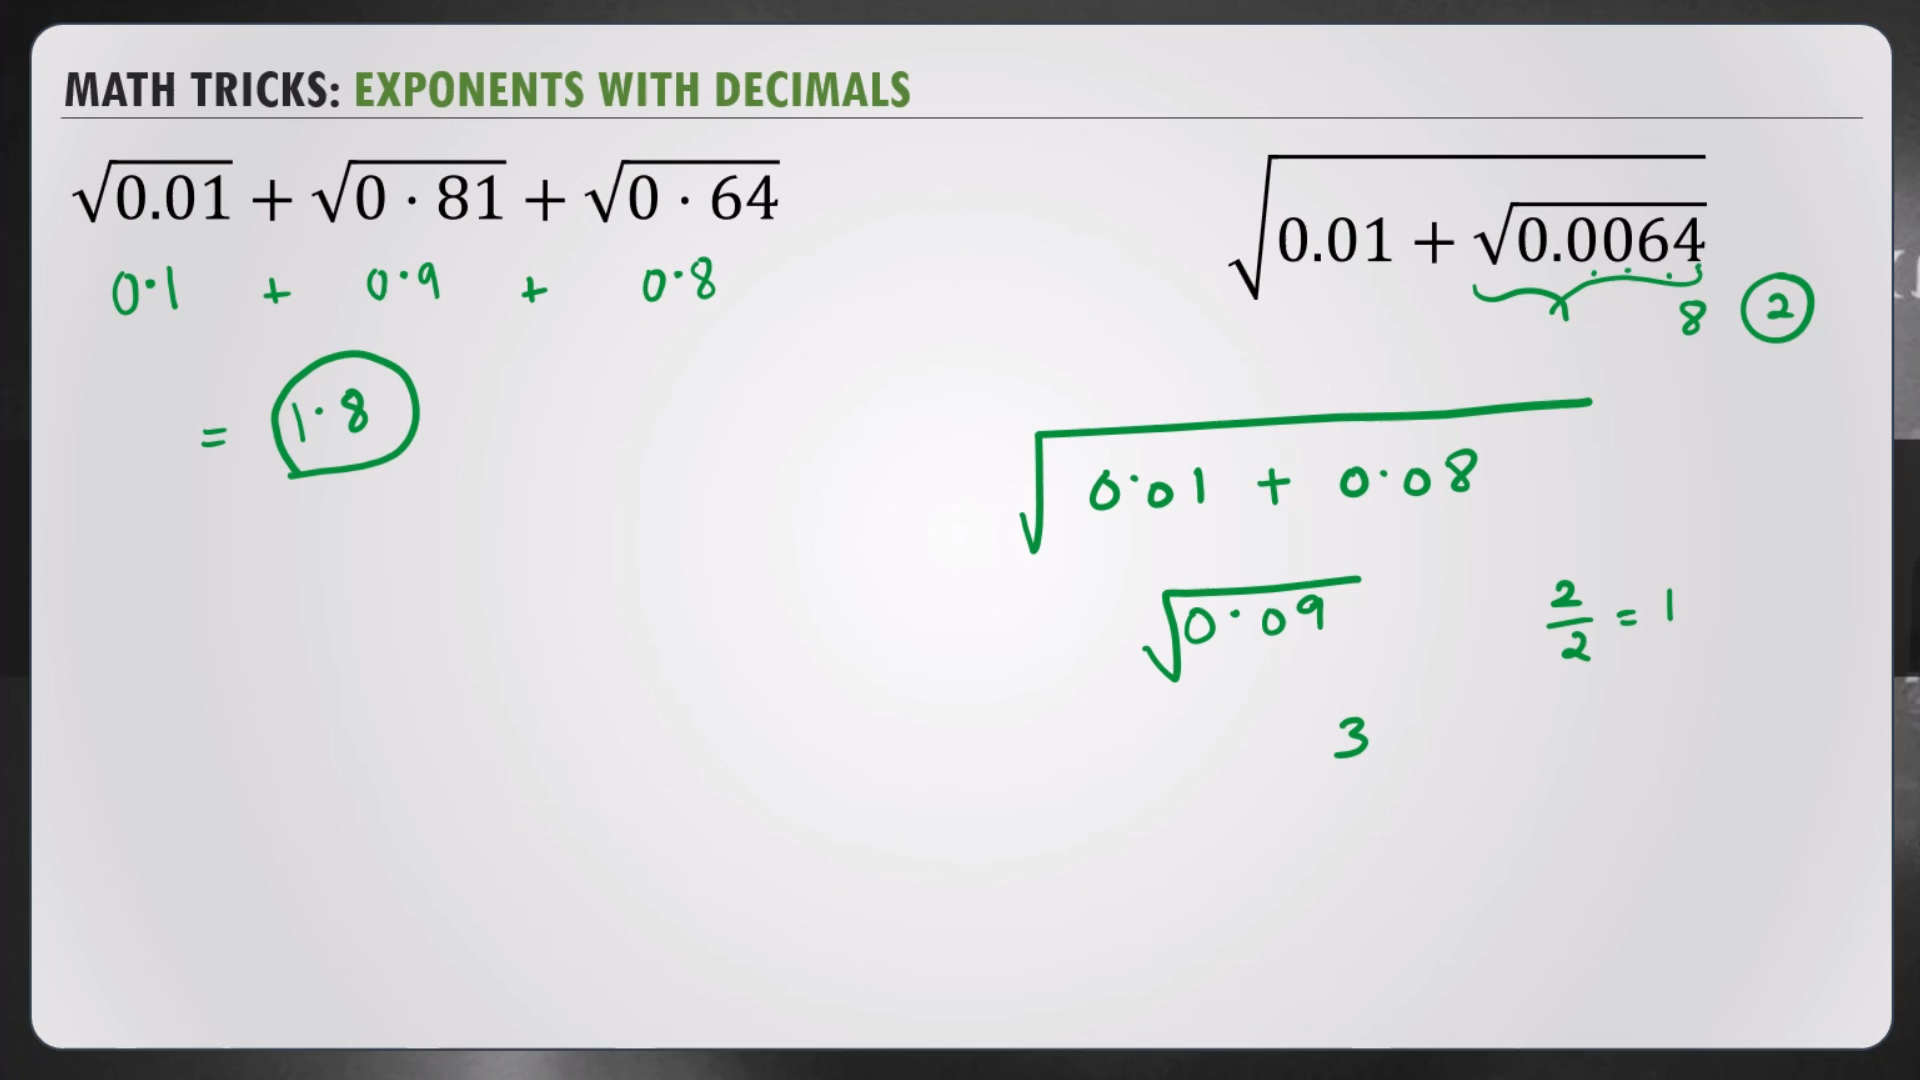 MATH TRICKS: EXPONENTS WITH DECIMALS
√0.01 + √0 · 81 + √0 · 64
0·1 + 0·9 + 0·8
= 1·8
√(0.01 + √0.0064)
8 2
√(0·01 + 0·08)
√0·09
2/2 = 1
3